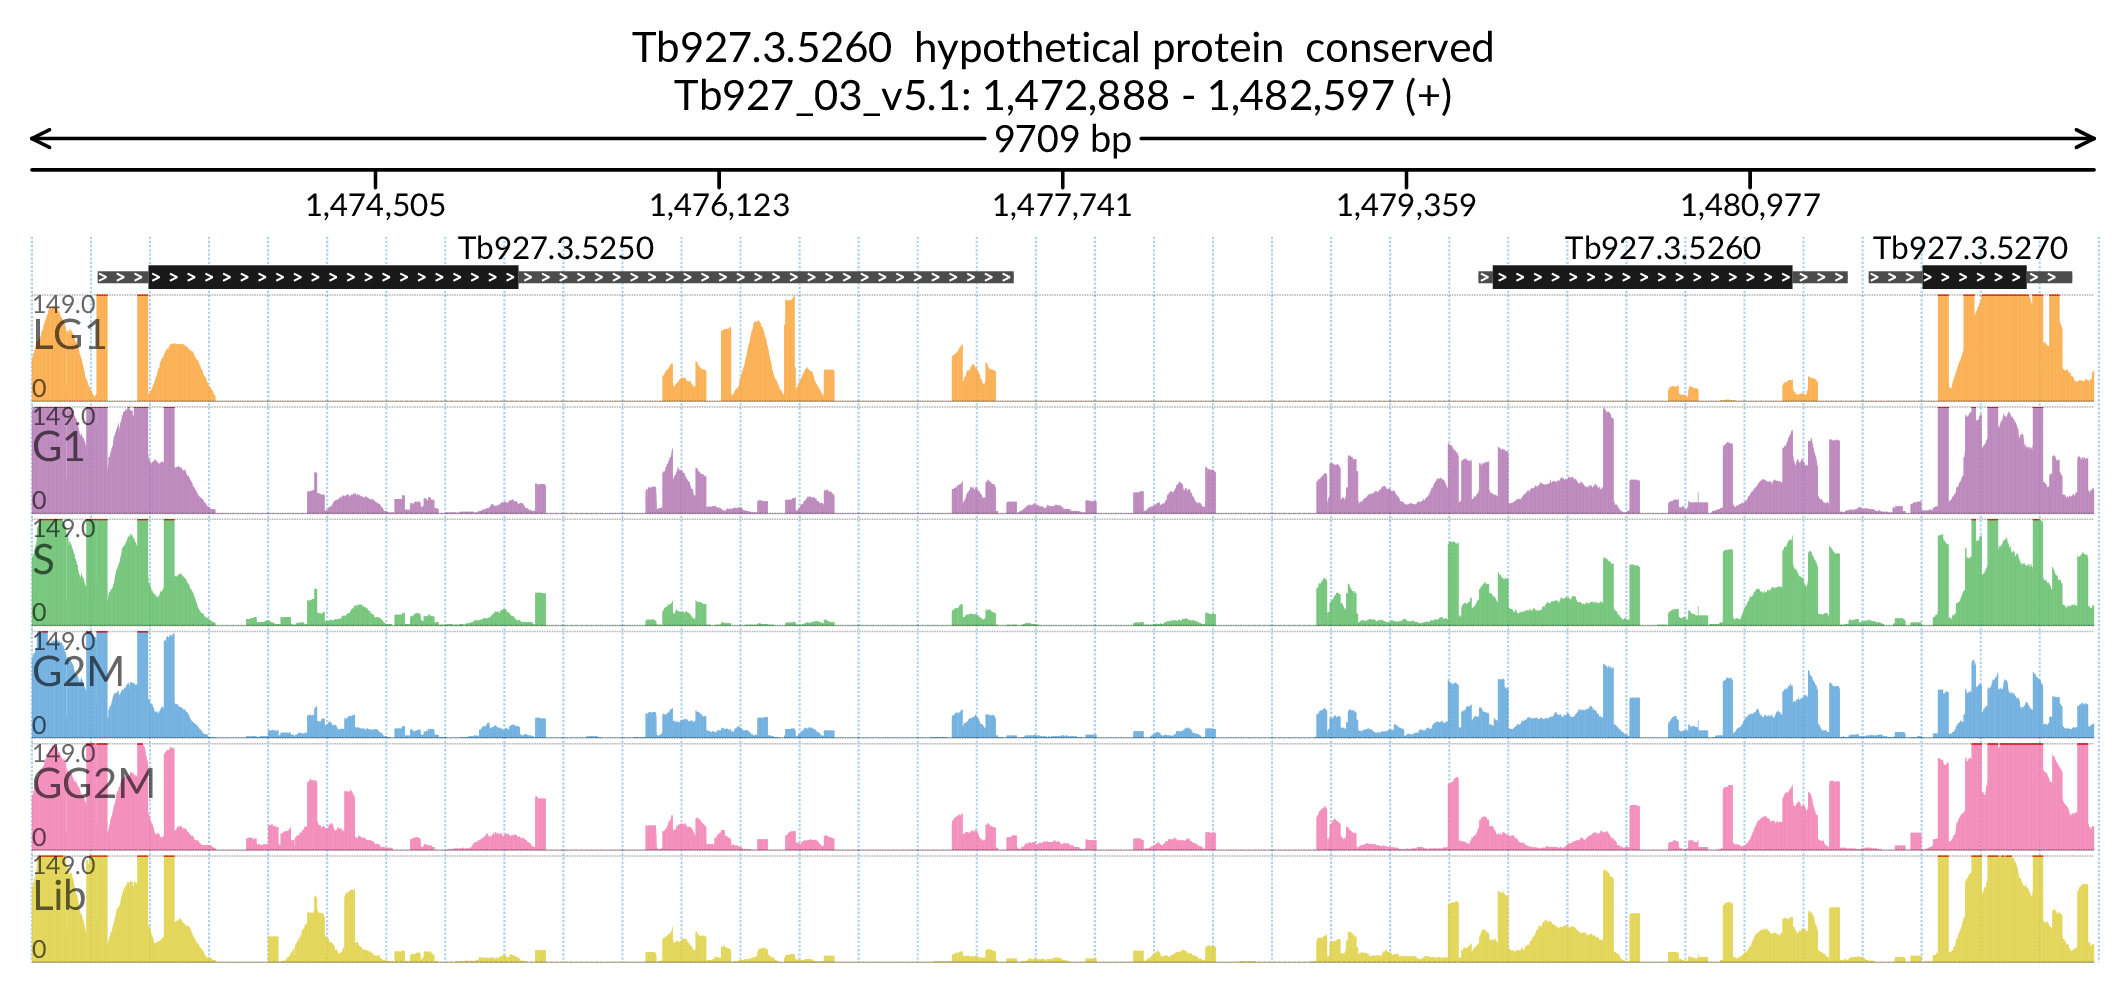 Tb927.3.5260 hypothetical protein conserved
Tb927_03_v5.1: 1,472,888 - 1,482,597 (+)
9709 bp
1,474,505 1,476,123 1,477,741 1,479,359 1,480,977
Tb927.3.5250 Tb927.3.5260 Tb927.3.5270
149.0
LG1
0
149.0
G1
0
149.0
S
0
149.0
G2M
0
149.0
GG2M
0
149.0
Lib
0